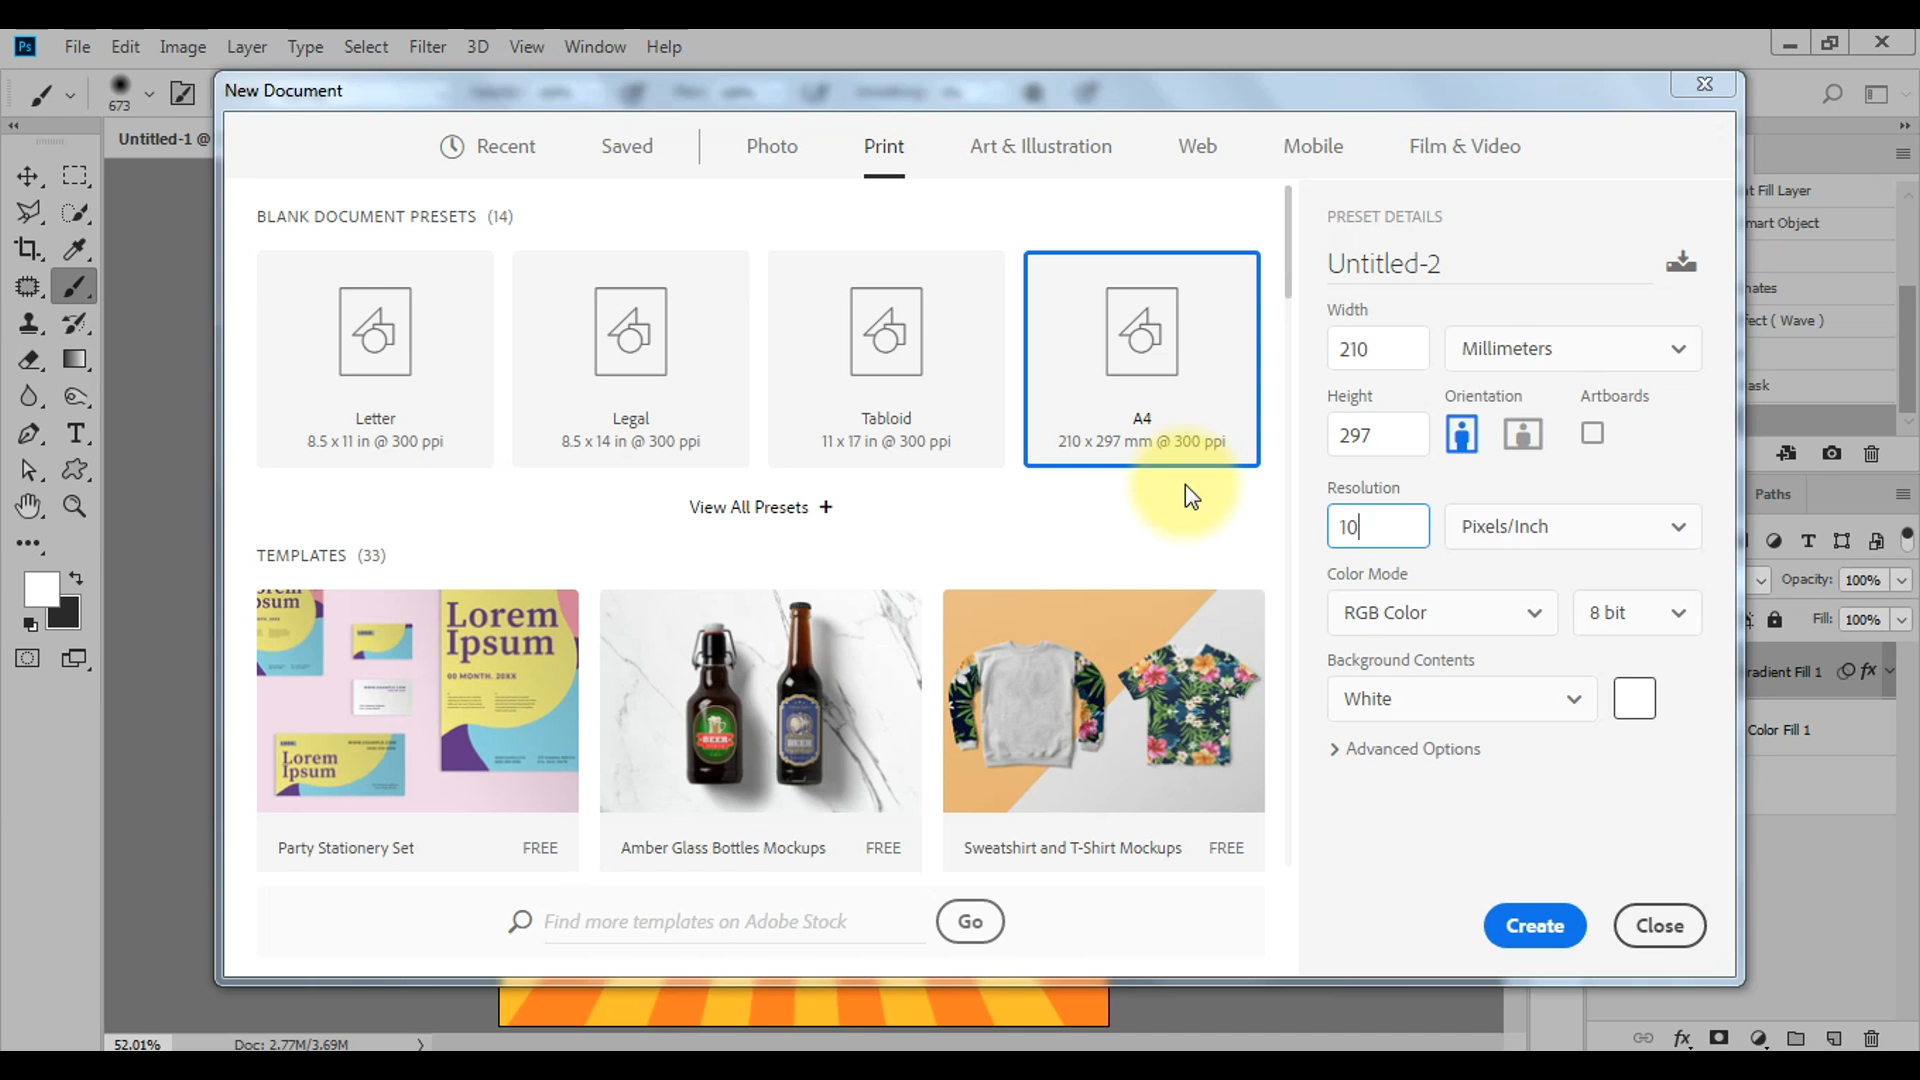 Ps File Edit Image Layer Type Select Filter 3D View Window Help
673
New Document
Untitled-1 @
Recent Saved Photo Print Art & Illustration Web Mobile Film & Video
BLANK DOCUMENT PRESETS (14)
Letter
8.5 x 11 in @ 300 ppi
Legal
8.5 x 14 in @ 300 ppi
Tabloid
11 x 17 in @ 300 ppi
A4
210 x 297 mm @ 300 ppi
View All Presets +
TEMPLATES (33)
Lorem
Ipsum
00 MONTH. 20XX
Lorem
Ipsum
BEER
Party Stationery Set FREE
Amber Glass Bottles Mockups FREE
Sweatshirt and T-Shirt Mockups FREE
Find more templates on Adobe Stock Go
PRESET DETAILS
Untitled-2
Width
210 Millimeters
Height Orientation Artboards
297
Resolution
10 Pixels/Inch
Color Mode
RGB Color 8 bit
Background Contents
White
Advanced Options
Create Close
t Fill Layer
mart Object
nates
fect ( Wave )
ask
Paths
Opacity: 100%
Fill: 100%
radient Fill 1 fx
Color Fill 1
52.01% Doc: 2.77M/3.69M
fx